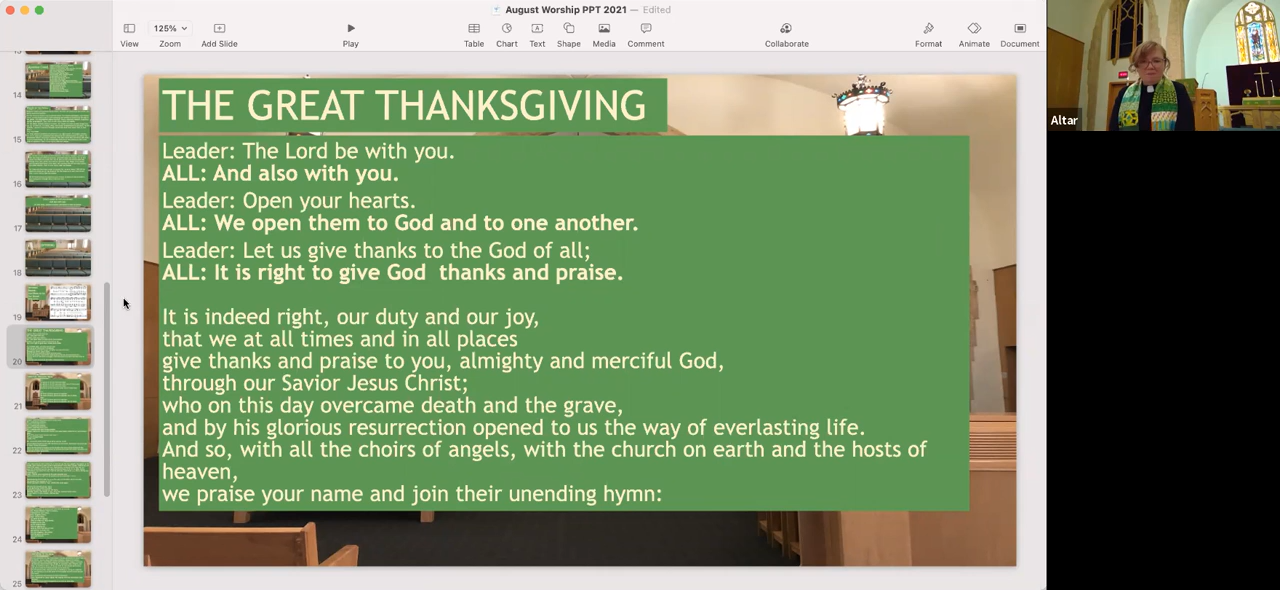 August Worship PPT 2021 — Edited
125%
View
Zoom
Add Slide
Play
Table
Chart
Text
Shape
Media
Comment
Collaborate
Format
Animate
Document
14
15
16
17
18
19
20
21
22
23
24
25
THE GREAT THANKSGIVING
Leader: The Lord be with you.
ALL: And also with you.
Leader: Open your hearts.
ALL: We open them to God and to one another.
Leader: Let us give thanks to the God of all;
ALL: It is right to give God thanks and praise.
It is indeed right, our duty and our joy,
that we at all times and in all places
give thanks and praise to you, almighty and merciful God,
through our Savior Jesus Christ;
who on this day overcame death and the grave,
and by his glorious resurrection opened to us the way of everlasting life.
And so, with all the choirs of angels, with the church on earth and the hosts of
heaven,
we praise your name and join their unending hymn:
Altar